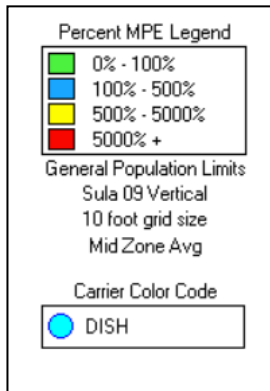 Percent MPE Legend
0% - 100%
100% - 500%
500% - 5000%
5000% +
General Population Limits
Sula 09 Vertical
10 foot grid size
Mid Zone Avg
Carrier Color Code
DISH